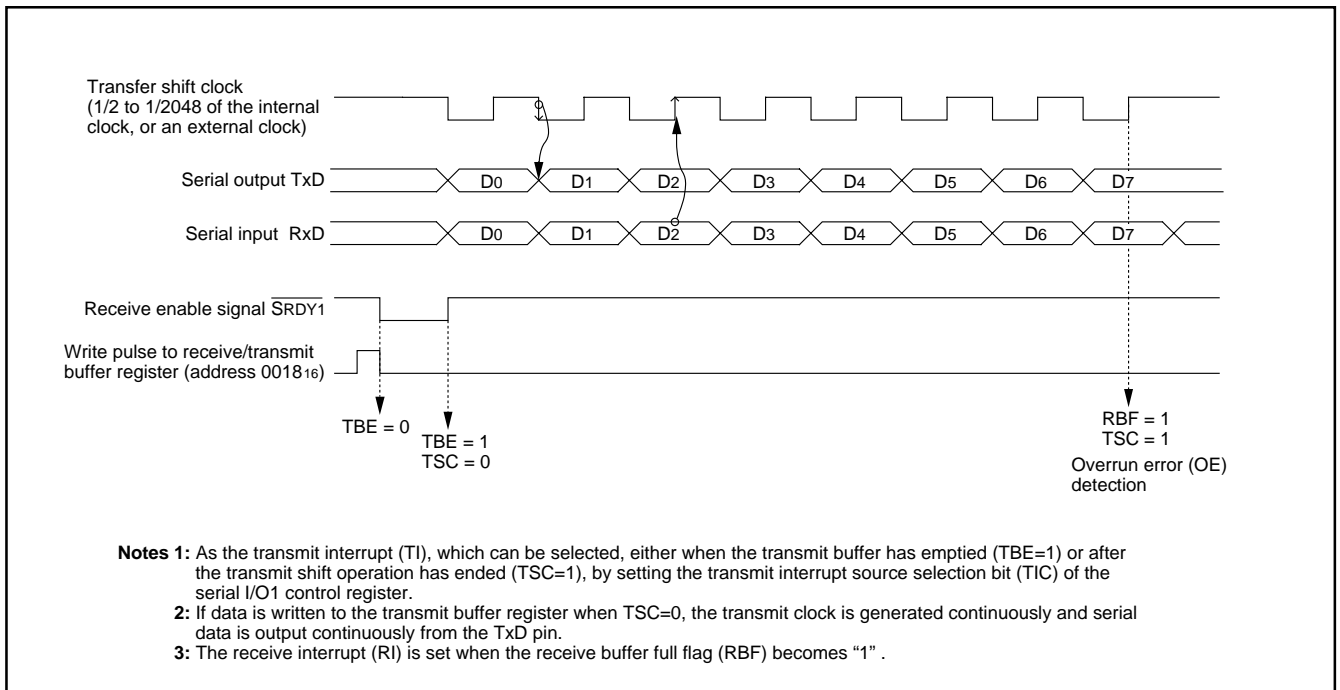 Transfer shift clock
(1/2 to 1/2048 of the internal
clock, or an external clock)
Serial output TxD
D0 D1 D2 D3 D4 D5 D6 D7
Serial input RxD
D0 D1 D2 D3 D4 D5 D6 D7
Receive enable signal SRDY1
Write pulse to receive/transmit
buffer register (address 001816)
TBE = 0
TBE = 1
TSC = 0
RBF = 1
TSC = 1
Overrun error (OE)
detection
Notes 1: As the transmit interrupt (TI), which can be selected, either when the transmit buffer has emptied (TBE=1) or after
the transmit shift operation has ended (TSC=1), by setting the transmit interrupt source selection bit (TIC) of the
serial I/O1 control register.
2: If data is written to the transmit buffer register when TSC=0, the transmit clock is generated continuously and serial
data is output continuously from the TxD pin.
3: The receive interrupt (RI) is set when the receive buffer full flag (RBF) becomes “1” .